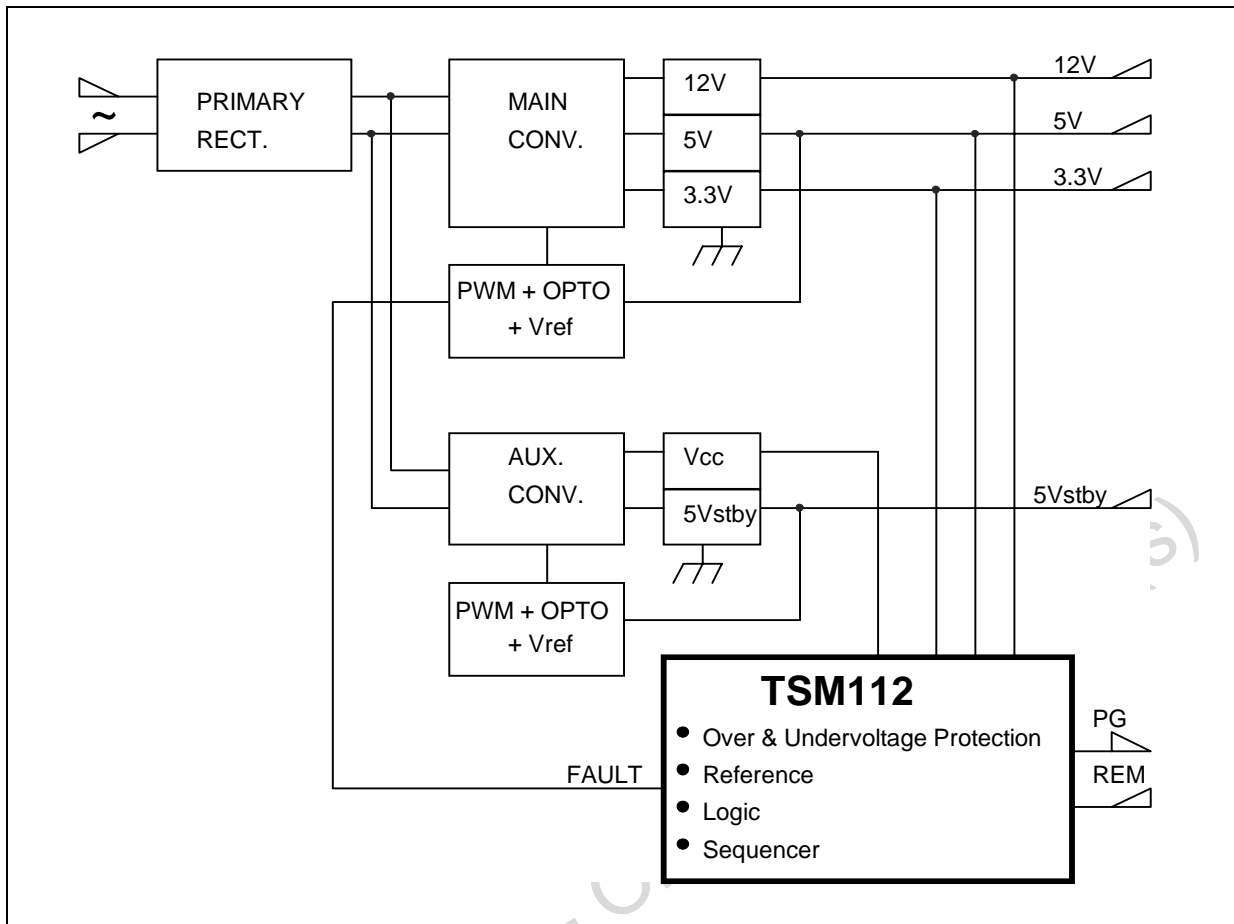 PRIMARY
RECT.
~
MAIN
CONV.
12V
5V
3.3V
12V
5V
3.3V
PWM + OPTO
+ Vref
AUX.
CONV.
Vcc
5Vstby
5Vstby
PWM + OPTO
+ Vref
TSM112
• Over & Undervoltage Protection
• Reference
• Logic
• Sequencer
FAULT
PG
REM